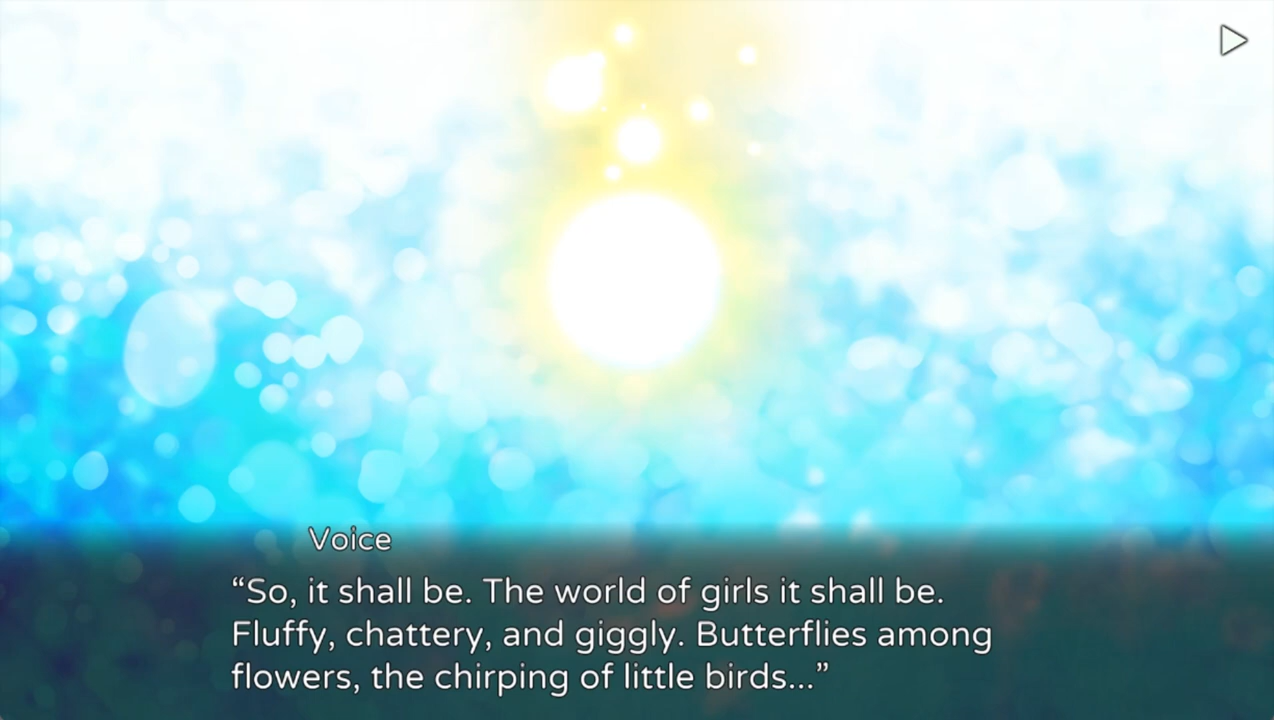 Voice
“So, it shall be. The world of girls it shall be.
Fluffy, chattery, and giggly. Butterflies among
flowers, the chirping of little birds...”